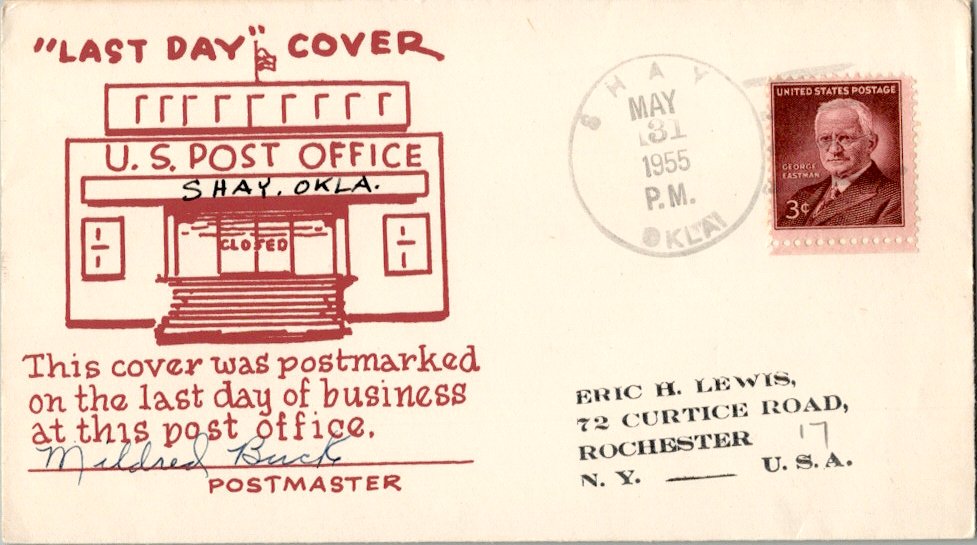 "LAST DAY" COVER
U. S. POST OFFICE
SHAY, OKLA.
CLOSED
This cover was postmarked
on the last day of business
at this post office.
Mildred Buck
POSTMASTER
SHAY
MAY
31
1955
P.M.
OKLA
UNITED STATES POSTAGE
GEORGE
EASTMAN
3¢
ERIC H. LEWIS,
72 CURTICE ROAD,
ROCHESTER 17
N. Y. —— U. S. A.